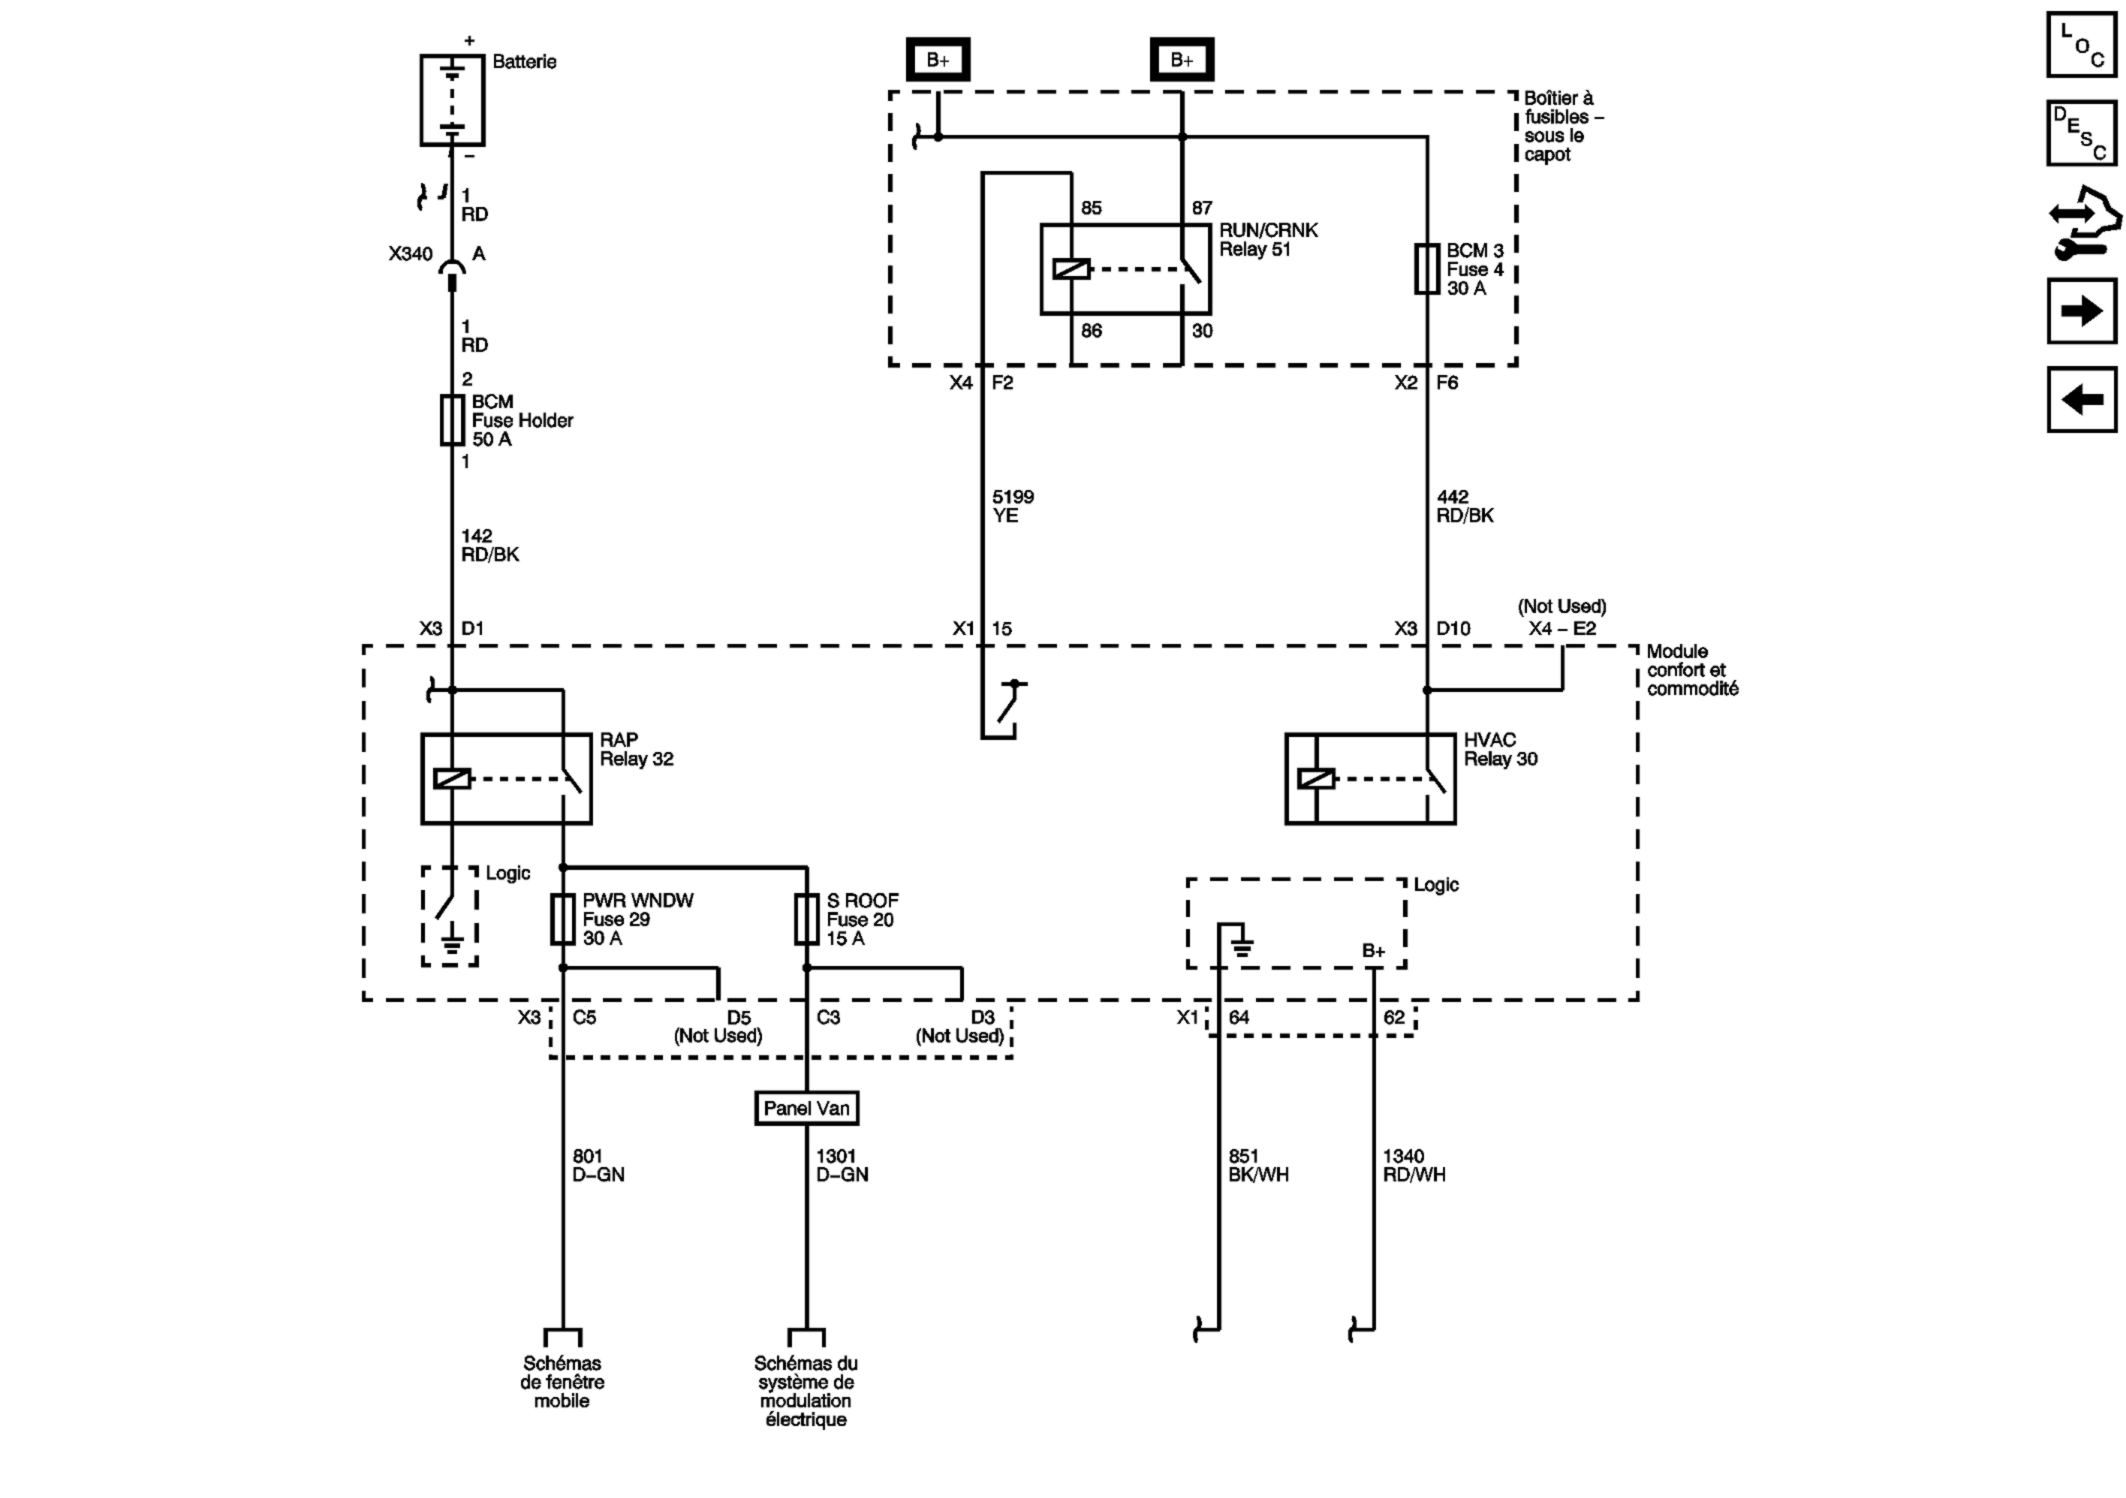 +
Batterie
–
1
RD
X340
A
1
RD
2
BCM
Fuse Holder
50 A
1
142
RD/BK
X3
D1
B+
B+
Boîtier à
fusibles –
sous le
capot
85
87
RUN/CRNK
Relay 51
86
30
BCM 3
Fuse 4
30 A
X4
F2
X2
F6
5199
YE
442
RD/BK
X1
15
X3
D10
(Not Used)
X4 – E2
Module
confort et
commodité
RAP
Relay 32
HVAC
Relay 30
Logic
PWR WNDW
Fuse 29
30 A
S ROOF
Fuse 20
15 A
Logic
B+
X3
C5
D5
(Not Used)
C3
D3
(Not Used)
X1
64
62
Panel Van
801
D–GN
1301
D–GN
851
BK/WH
1340
RD/WH
Schémas
de fenêtre
mobile
Schémas du
système de
modulation
électrique
LOC
DESC